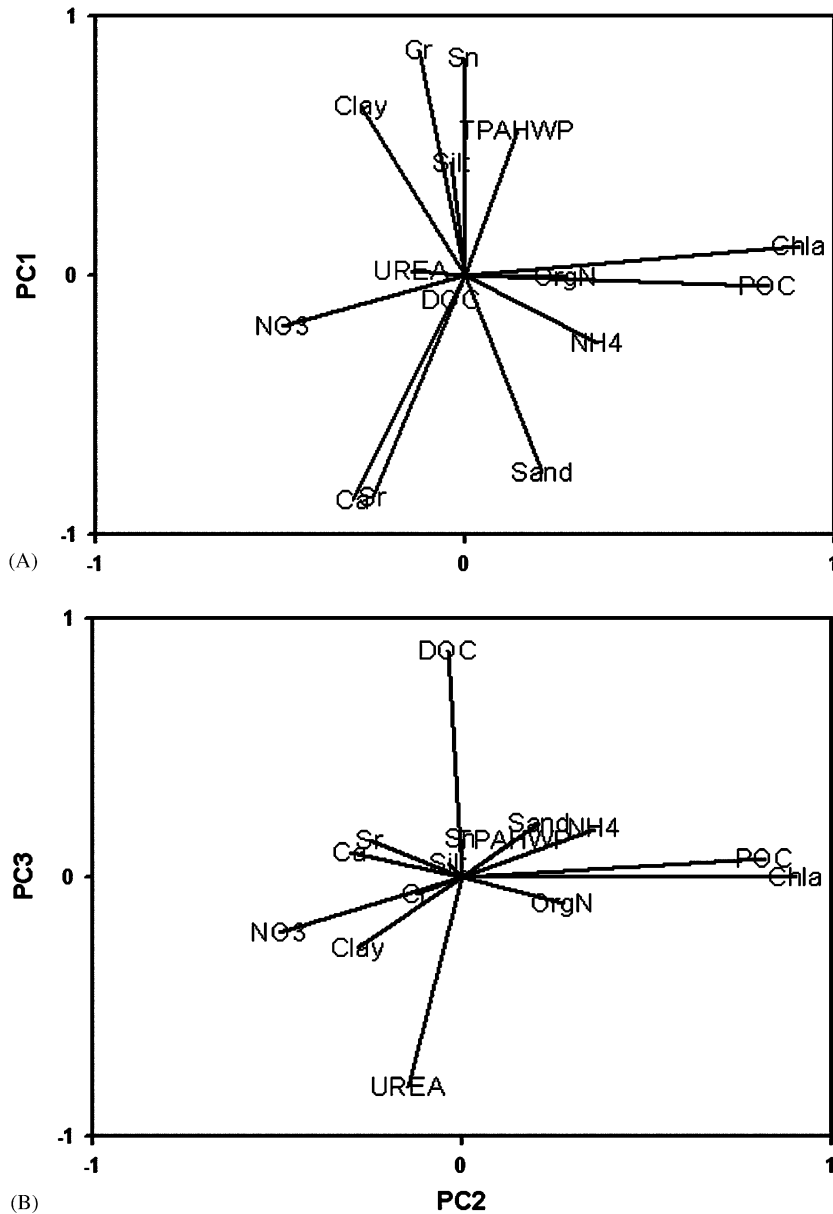 1
Gr
Sn
Clay
TPAHWP
Silt
Chla
PC1
0
UREA
OrgN
POC
DOC
NO3
NH4
Ca
Sr
Sand
-1
(A)
-1
0
1
1
DOC
Sand
NH4
Sr
Sn
TPAHWP
Ca
Silt
POC
PC3
0
Chla
OrgN
NO3
Clay
UREA
-1
-1
0
1
(B)
PC2